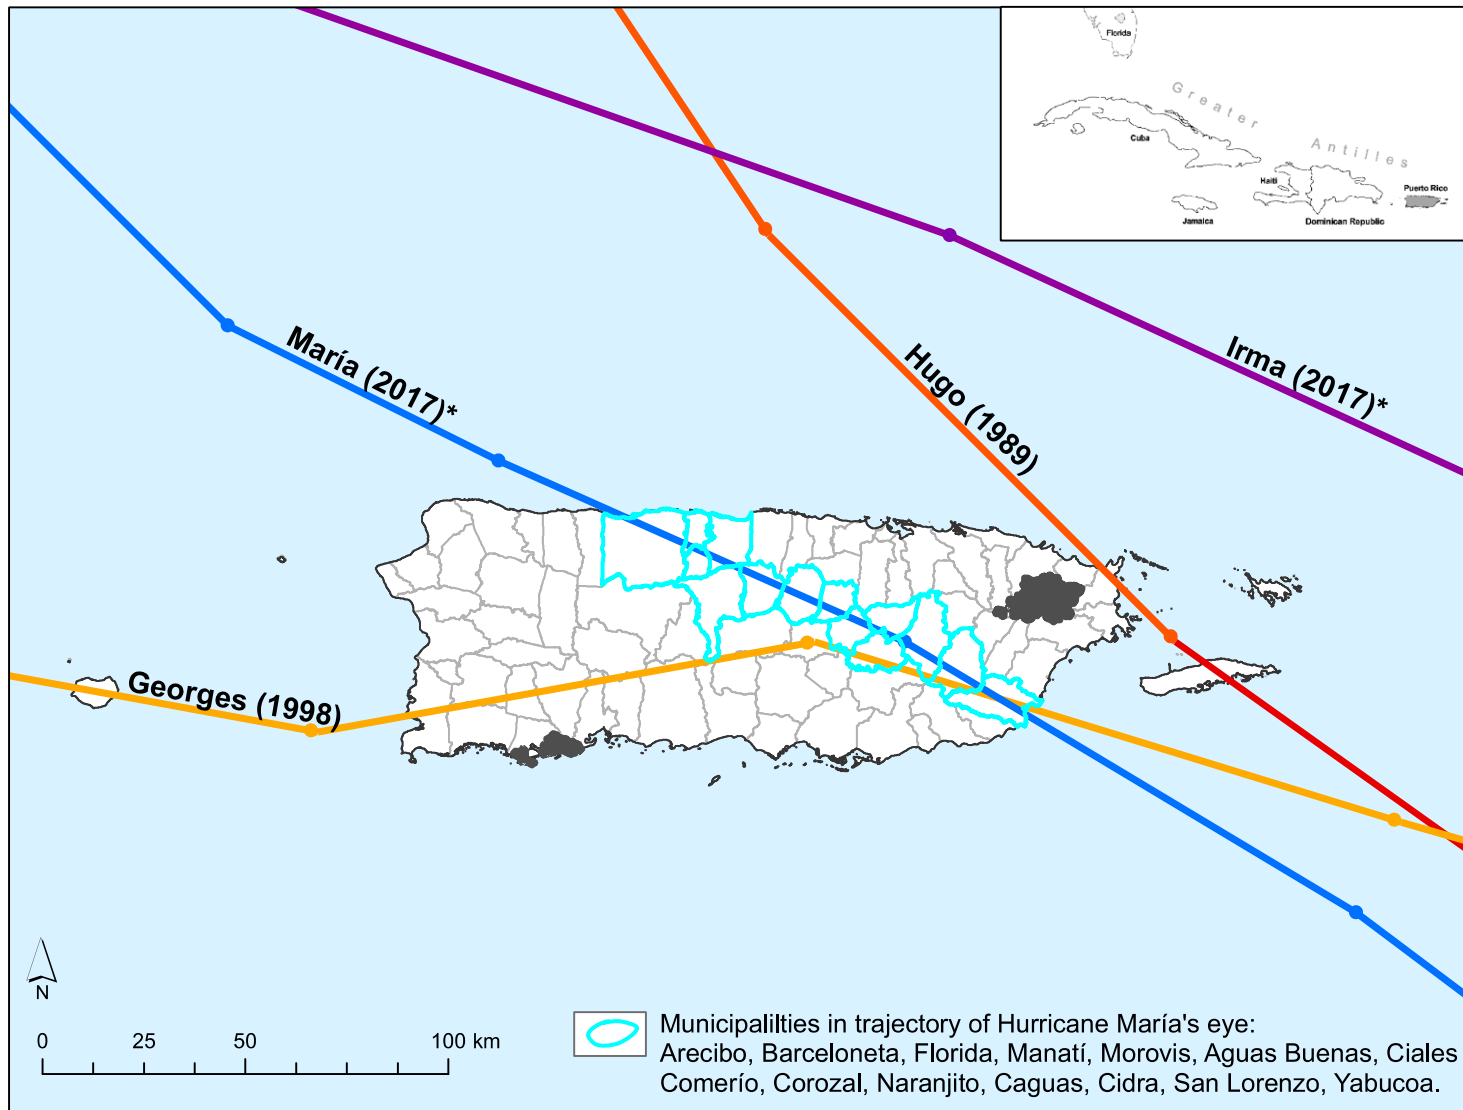 Florida
Greater
Antilles
Cuba
Haiti
Puerto Rico
Jamaica
Dominican Republic
María (2017)*
Hugo (1989)
Irma (2017)*
Georges (1998)
N
0 25 50 100 km
Municipalilties in trajectory of Hurricane María's eye:
Arecibo, Barceloneta, Florida, Manatí, Morovis, Aguas Buenas, Ciales
Comerío, Corozal, Naranjito, Caguas, Cidra, San Lorenzo, Yabucoa.